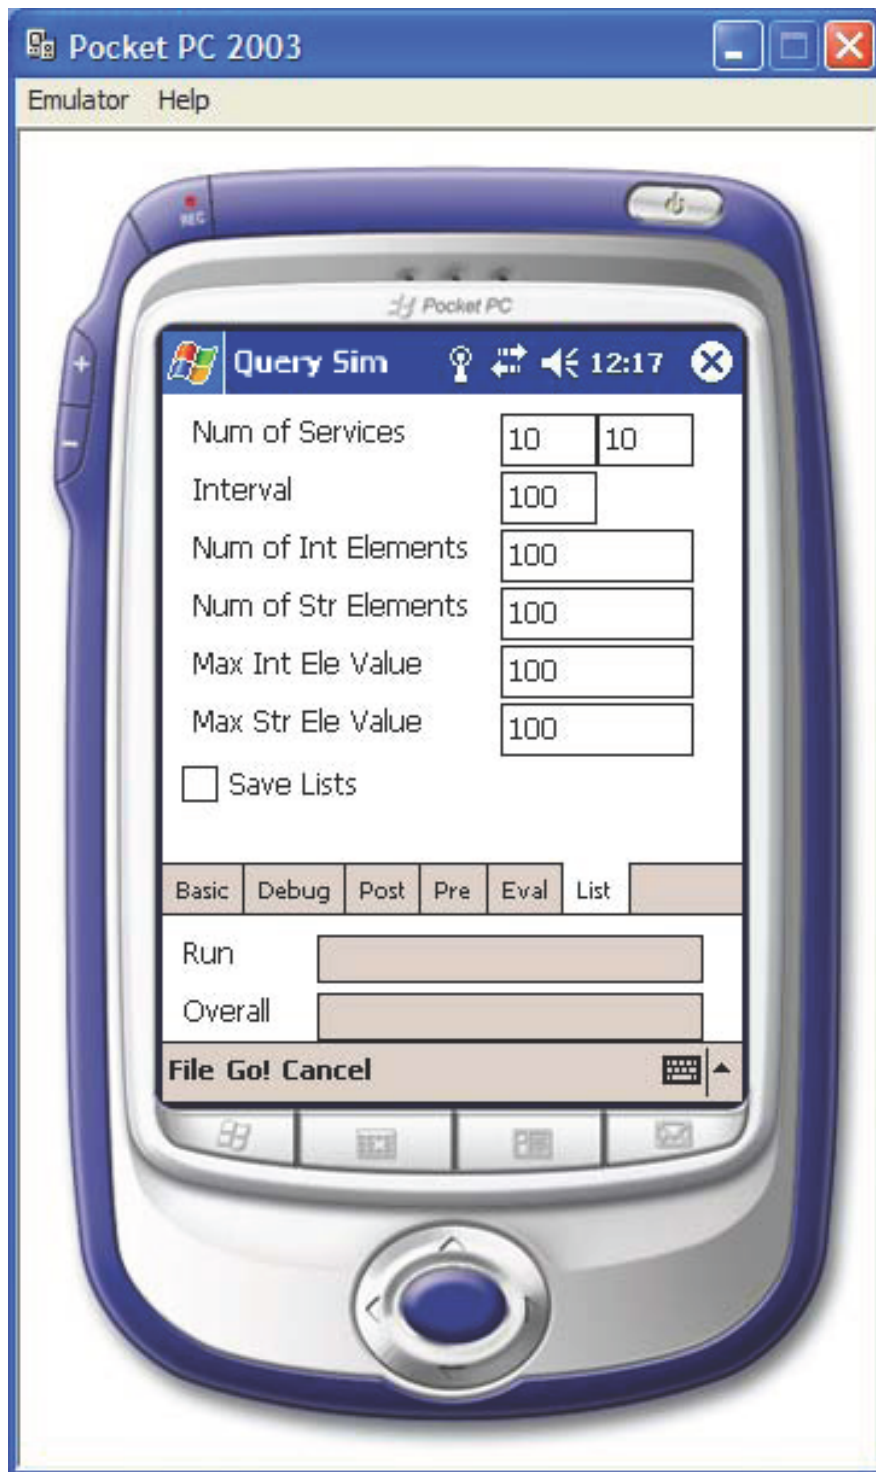 Pocket PC 2003
Emulator Help
REC
Pocket PC
Query Sim 12:17
Num of Services 10 10
Interval 100
Num of Int Elements 100
Num of Str Elements 100
Max Int Ele Value 100
Max Str Ele Value 100
Save Lists
Basic Debug Post Pre Eval List
Run
Overall
File Go! Cancel